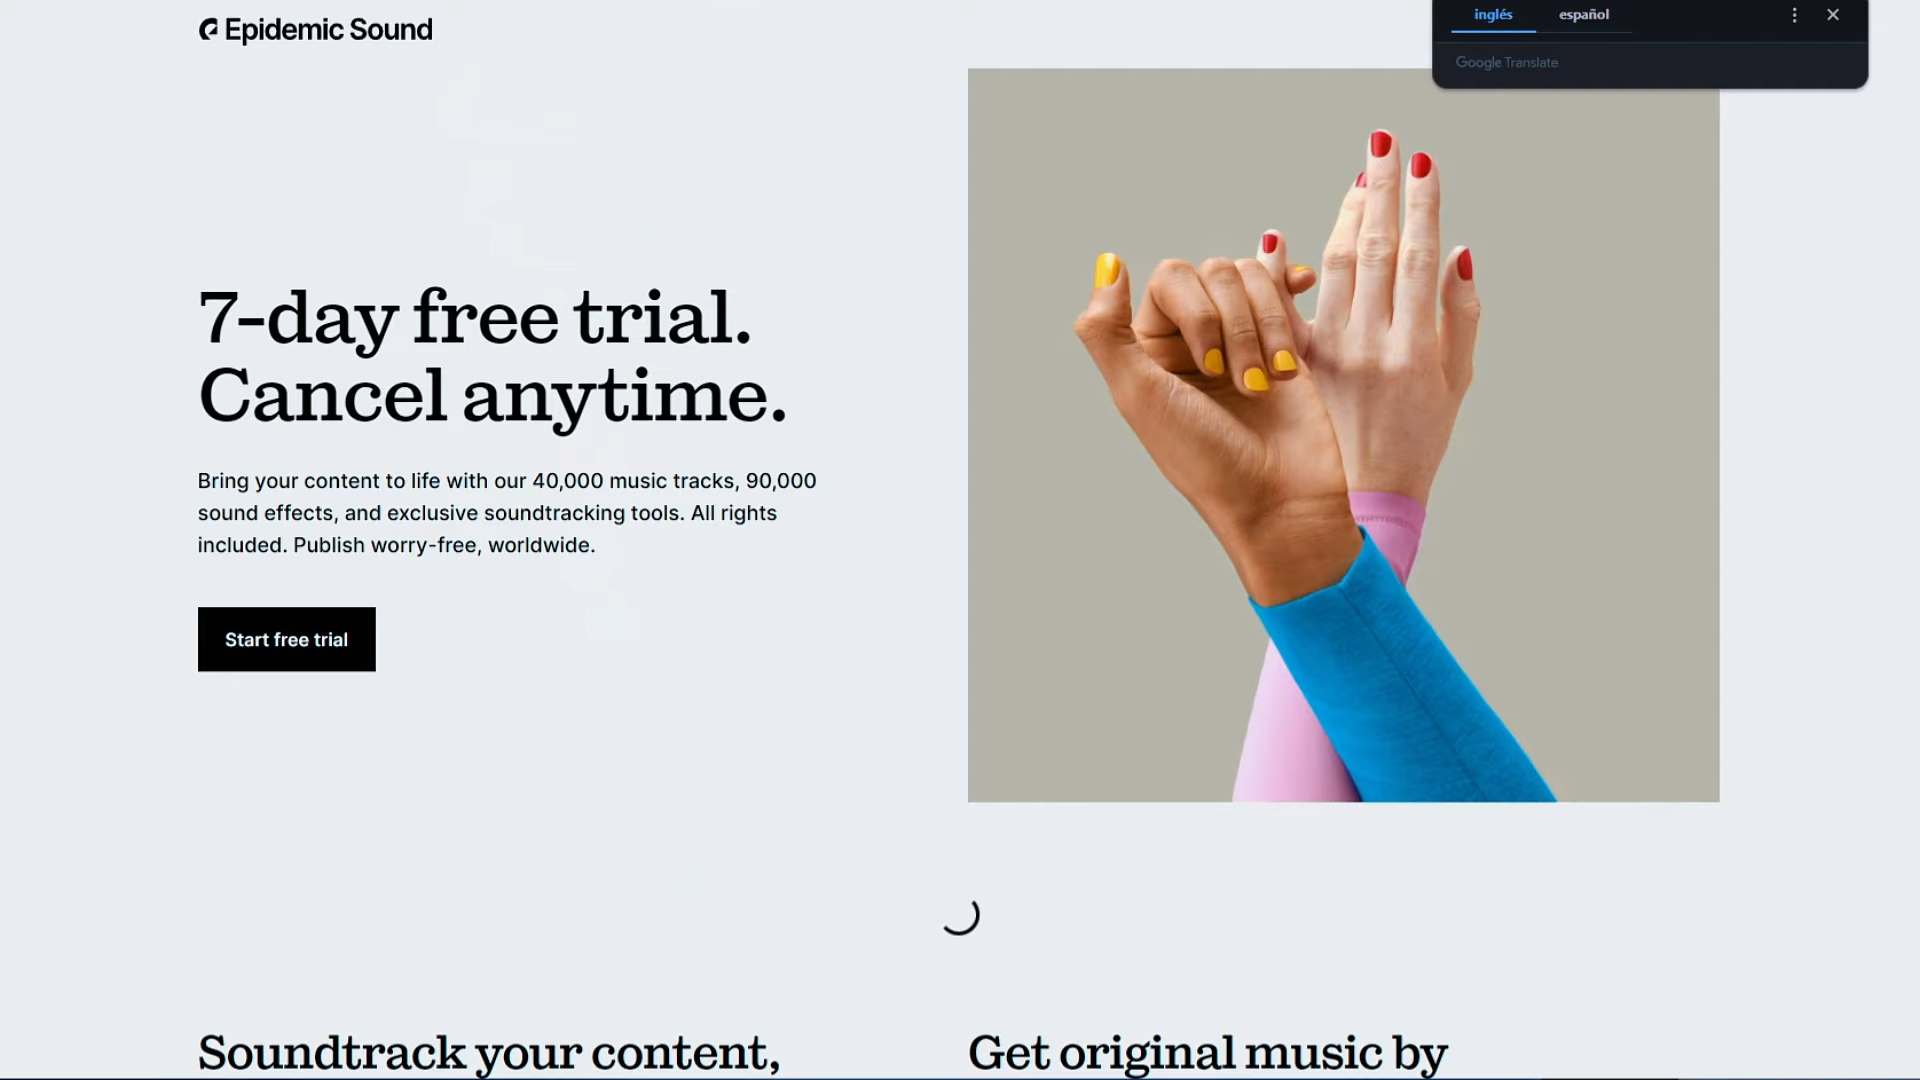 Epidemic Sound
inglés español
Google Translate
7-day free trial.
Cancel anytime.
Bring your content to life with our 40,000 music tracks, 90,000
sound effects, and exclusive soundtracking tools. All rights
included. Publish worry-free, worldwide.
Start free trial
Soundtrack your content,
Get original music by